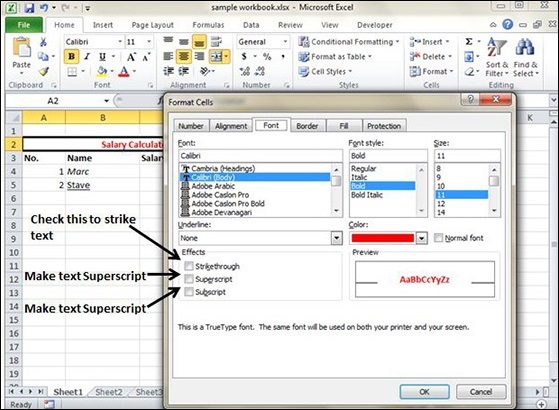 sample workbook.xlsx - Microsoft Excel
File Home Insert Page Layout Formulas Data Review View Developer
Calibri 11 General Conditional Formatting Insert
Paste B I U Format as Table Delete Sort & Find &
Cell Styles Format Filter Select
Clipboard Font Editing
A2
A B K
1
2 Salary Calculat
3 No. Name Salar
4 1 Marc
5 2 Stave
6
7
8
9
10
11
12
13
14
15
16
17
18
19
20
Format Cells
Number Alignment Font Border Fill Protection
Font: Font style: Size:
Calibri Bold 11
Cambria (Headings) Regular 8
Calibri (Body) Italic 9
Adobe Arabic Bold 10
Adobe Caslon Pro Bold Italic 11
Adobe Caslon Pro Bold 12
Adobe Devanagari 14
Underline: Color:
None Normal font
Effects Preview
Strikethrough
Superscript
Subscript
AaBbCcYyZz
This is a TrueType font. The same font will be used on both your printer and your screen.
OK Cancel
Check this to strike
text
Make text Superscript
Make text Superscript
Sheet1 Sheet2 Sheet3
Ready